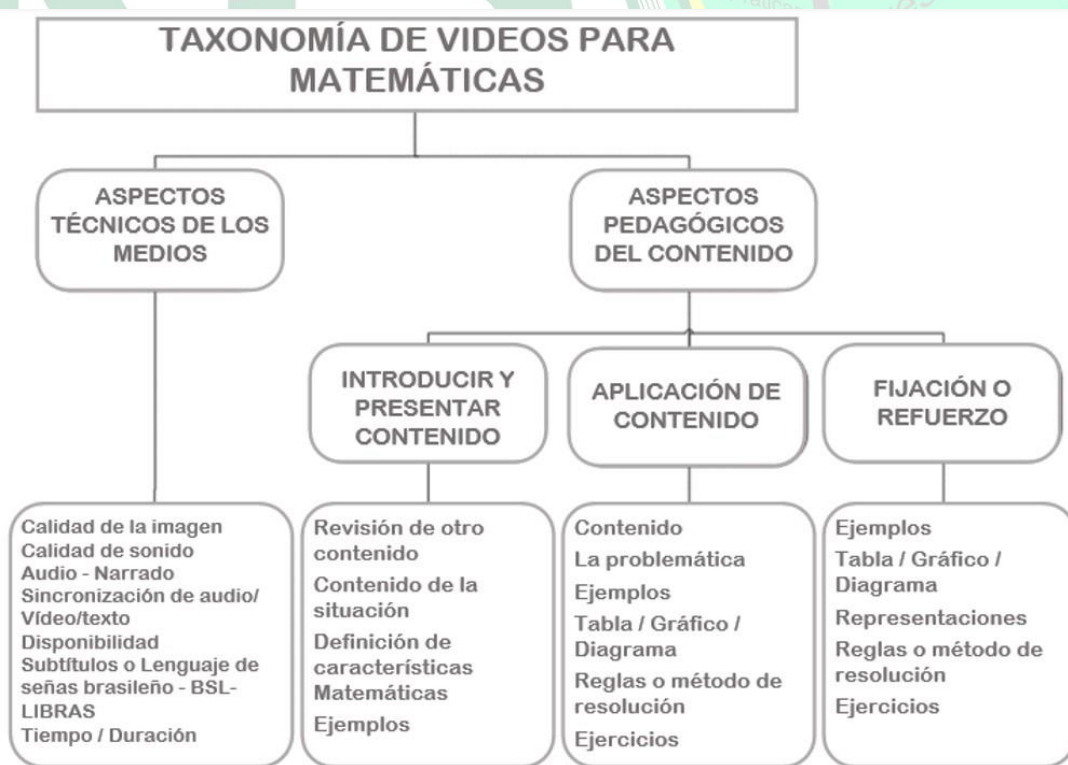 TAXONOMÍA DE VIDEOS PARA
MATEMÁTICAS
ASPECTOS
TÉCNICOS DE LOS
MEDIOS
ASPECTOS
PEDAGÓGICOS
DEL CONTENIDO
INTRODUCIR Y
PRESENTAR
CONTENIDO
APLICACIÓN DE
CONTENIDO
FIJACIÓN O
REFUERZO
Calidad de la imagen
Calidad de sonido
Audio - Narrado
Sincronización de audio/
Vídeo/texto
Disponibilidad
Subtítulos o Lenguaje de
señas brasileño - BSL-
LIBRAS
Tiempo / Duración
Revisión de otro
contenido
Contenido de la
situación
Definición de
características
Matemáticas
Ejemplos
Contenido
La problemática
Ejemplos
Tabla / Gráfico /
Diagrama
Reglas o método de
resolución
Ejercicios
Ejemplos
Tabla / Gráfico /
Diagrama
Representaciones
Reglas o método de
resolución
Ejercicios